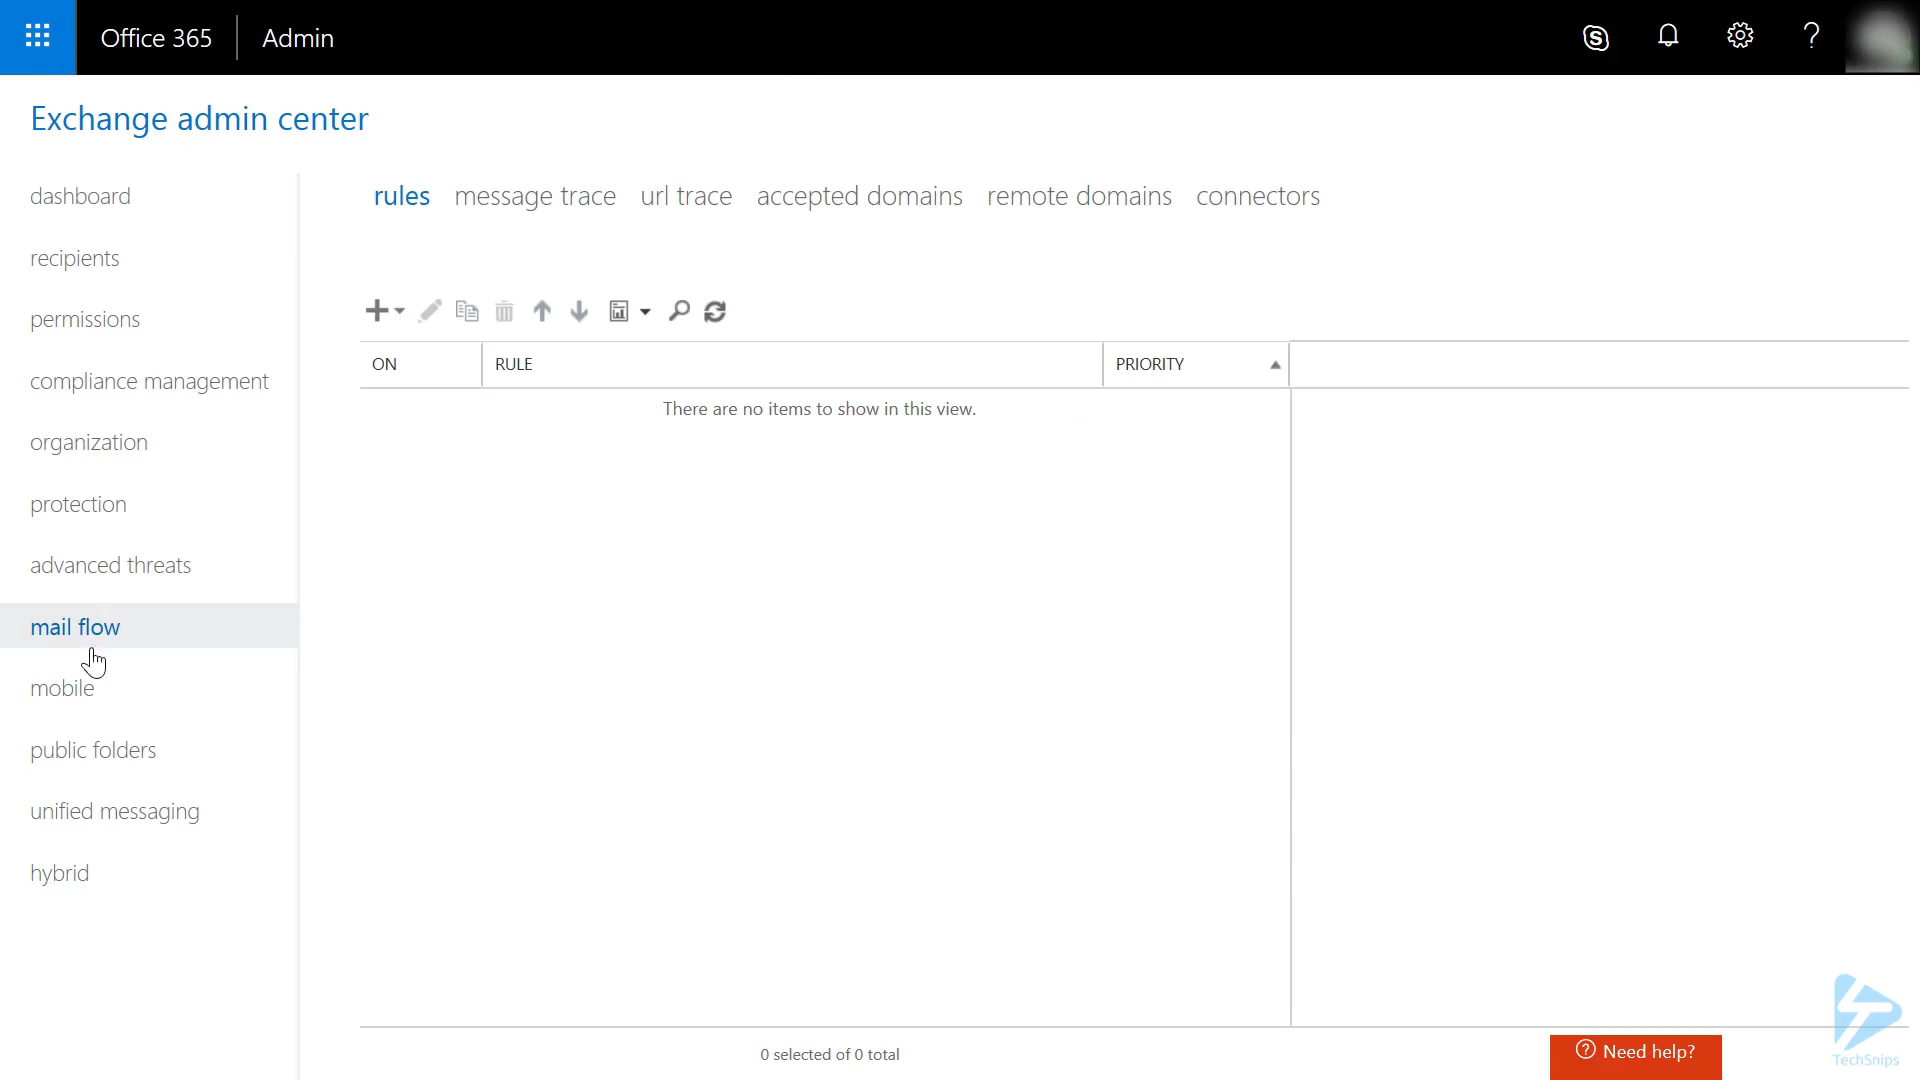 Office 365
Admin
Exchange admin center
dashboard
recipients
permissions
compliance management
organization
protection
advanced threats
mail flow
mobile
public folders
unified messaging
hybrid
rules message trace url trace accepted domains remote domains connectors
ON RULE PRIORITY
There are no items to show in this view.
0 selected of 0 total
? Need help?
TechSnips